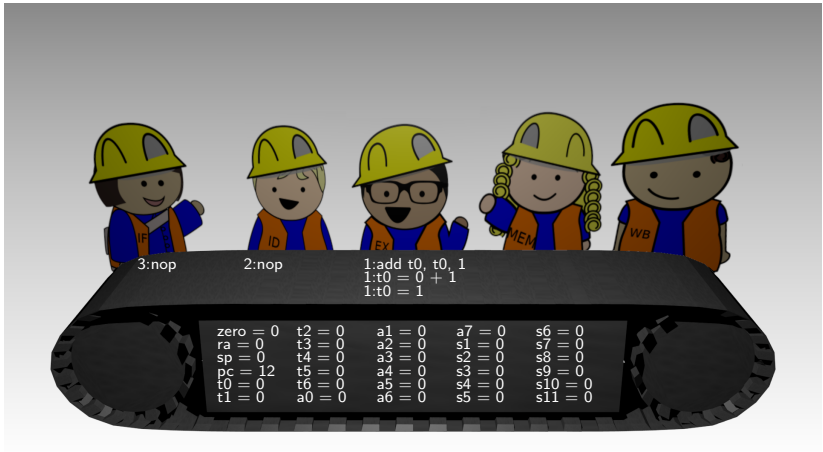 IF
ID
EX
MEM
WB
3:nop 2:nop 1:add t0, t0, 1
1:t0 = 0 + 1
1:t0 = 1
zero = 0 t2 = 0 a1 = 0 a7 = 0 s6 = 0
ra = 0 t3 = 0 a2 = 0 s1 = 0 s7 = 0
sp = 0 t4 = 0 a3 = 0 s2 = 0 s8 = 0
pc = 12 t5 = 0 a4 = 0 s3 = 0 s9 = 0
t0 = 0 t6 = 0 a5 = 0 s4 = 0 s10 = 0
t1 = 0 a0 = 0 a6 = 0 s5 = 0 s11 = 0